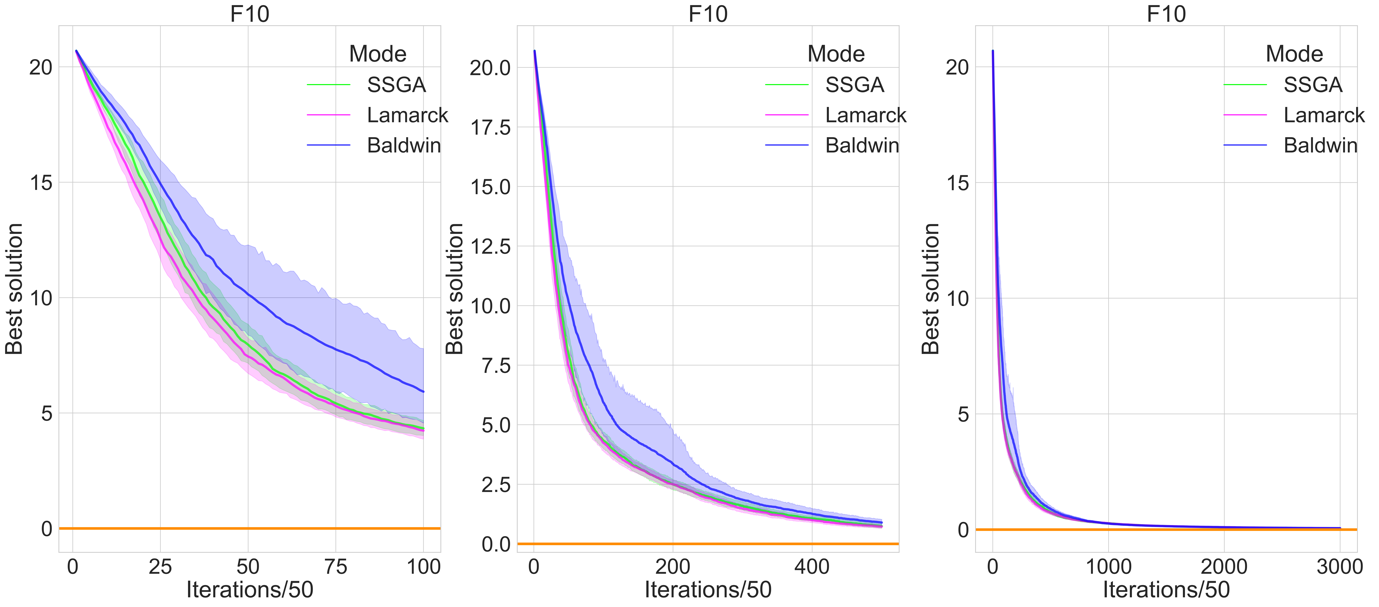 F10
Mode
SSGA
Lamarck
Baldwin
20
15
10
5
0
Best solution
0 25 50 75 100
Iterations/50
F10
Mode
SSGA
Lamarck
Baldwin
20.0
17.5
15.0
12.5
10.0
7.5
5.0
2.5
0.0
Best solution
0 200 400
Iterations/50
F10
Mode
SSGA
Lamarck
Baldwin
20
15
10
5
0
Best solution
0 1000 2000 3000
Iterations/50